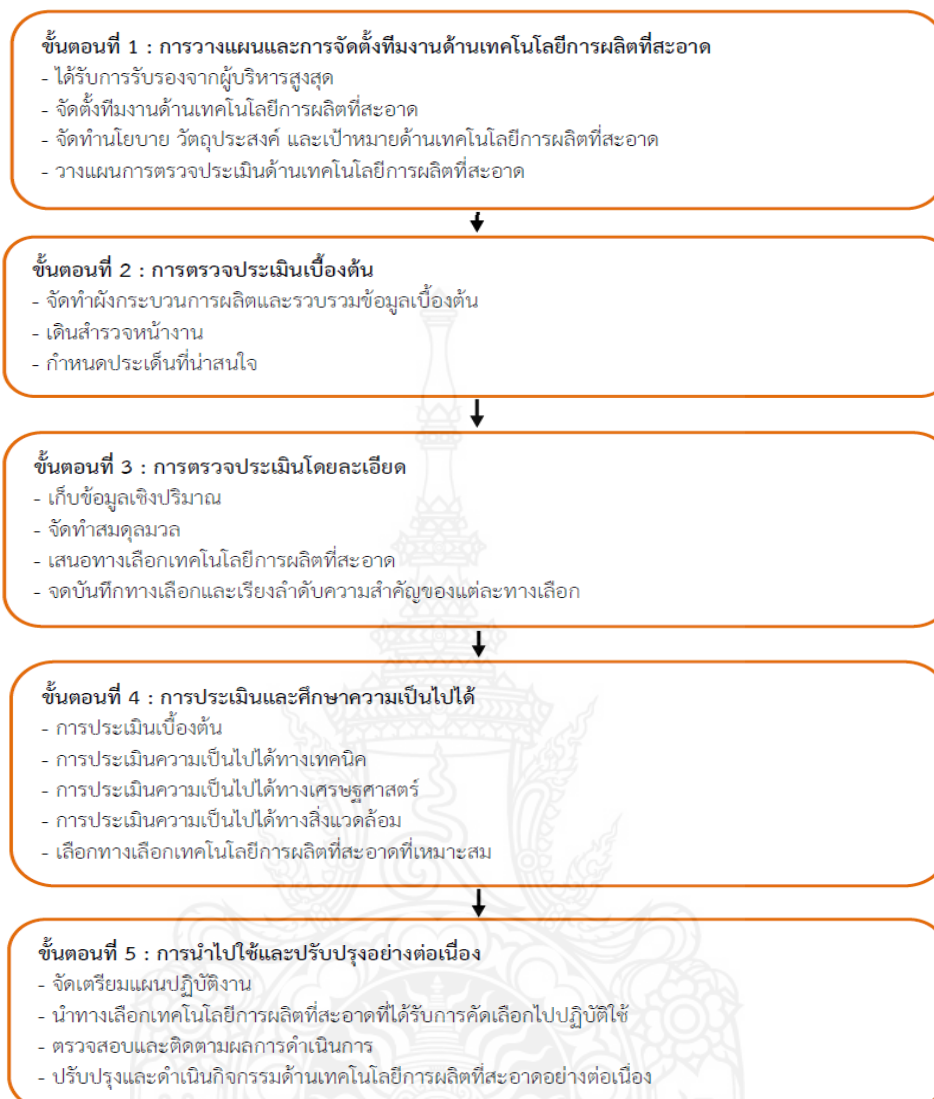 ขั้นตอนที่ 1 : การวางแผนและการจัดตั้งทีมงานด้านเทคโนโลยีการผลิตที่สะอาด
- ได้รับการรับรองจากผู้บริหารสูงสุด
- จัดตั้งทีมงานด้านเทคโนโลยีการผลิตที่สะอาด
- จัดทำนโยบาย วัตถุประสงค์ และเป้าหมายด้านเทคโนโลยีการผลิตที่สะอาด
- วางแผนการตรวจประเมินด้านเทคโนโลยีการผลิตที่สะอาด
ขั้นตอนที่ 2 : การตรวจประเมินเบื้องต้น
- จัดทำผังกระบวนการผลิตและรวบรวมข้อมูลเบื้องต้น
- เดินสำรวจหน้างาน
- กำหนดประเด็นที่น่าสนใจ
ขั้นตอนที่ 3 : การตรวจประเมินโดยละเอียด
- เก็บข้อมูลเชิงปริมาณ
- จัดทำสมดุลมวล
- เสนอทางเลือกเทคโนโลยีการผลิตที่สะอาด
- จดบันทึกทางเลือกและเรียงลำดับความสำคัญของแต่ละทางเลือก
ขั้นตอนที่ 4 : การประเมินและศึกษาความเป็นไปได้
- การประเมินเบื้องต้น
- การประเมินความเป็นไปได้ทางเทคนิค
- การประเมินความเป็นไปได้ทางเศรษฐศาสตร์
- การประเมินความเป็นไปได้ทางสิ่งแวดล้อม
- เลือกทางเลือกเทคโนโลยีการผลิตที่สะอาดที่เหมาะสม
ขั้นตอนที่ 5 : การนำไปใช้และปรับปรุงอย่างต่อเนื่อง
- จัดเตรียมแผนปฏิบัติงาน
- นำทางเลือกเทคโนโลยีการผลิตที่สะอาดที่ได้รับการคัดเลือกไปปฏิบัติใช้
- ตรวจสอบและติดตามผลการดำเนินการ
- ปรับปรุงและดำเนินกิจกรรมด้านเทคโนโลยีการผลิตที่สะอาดอย่างต่อเนื่อง